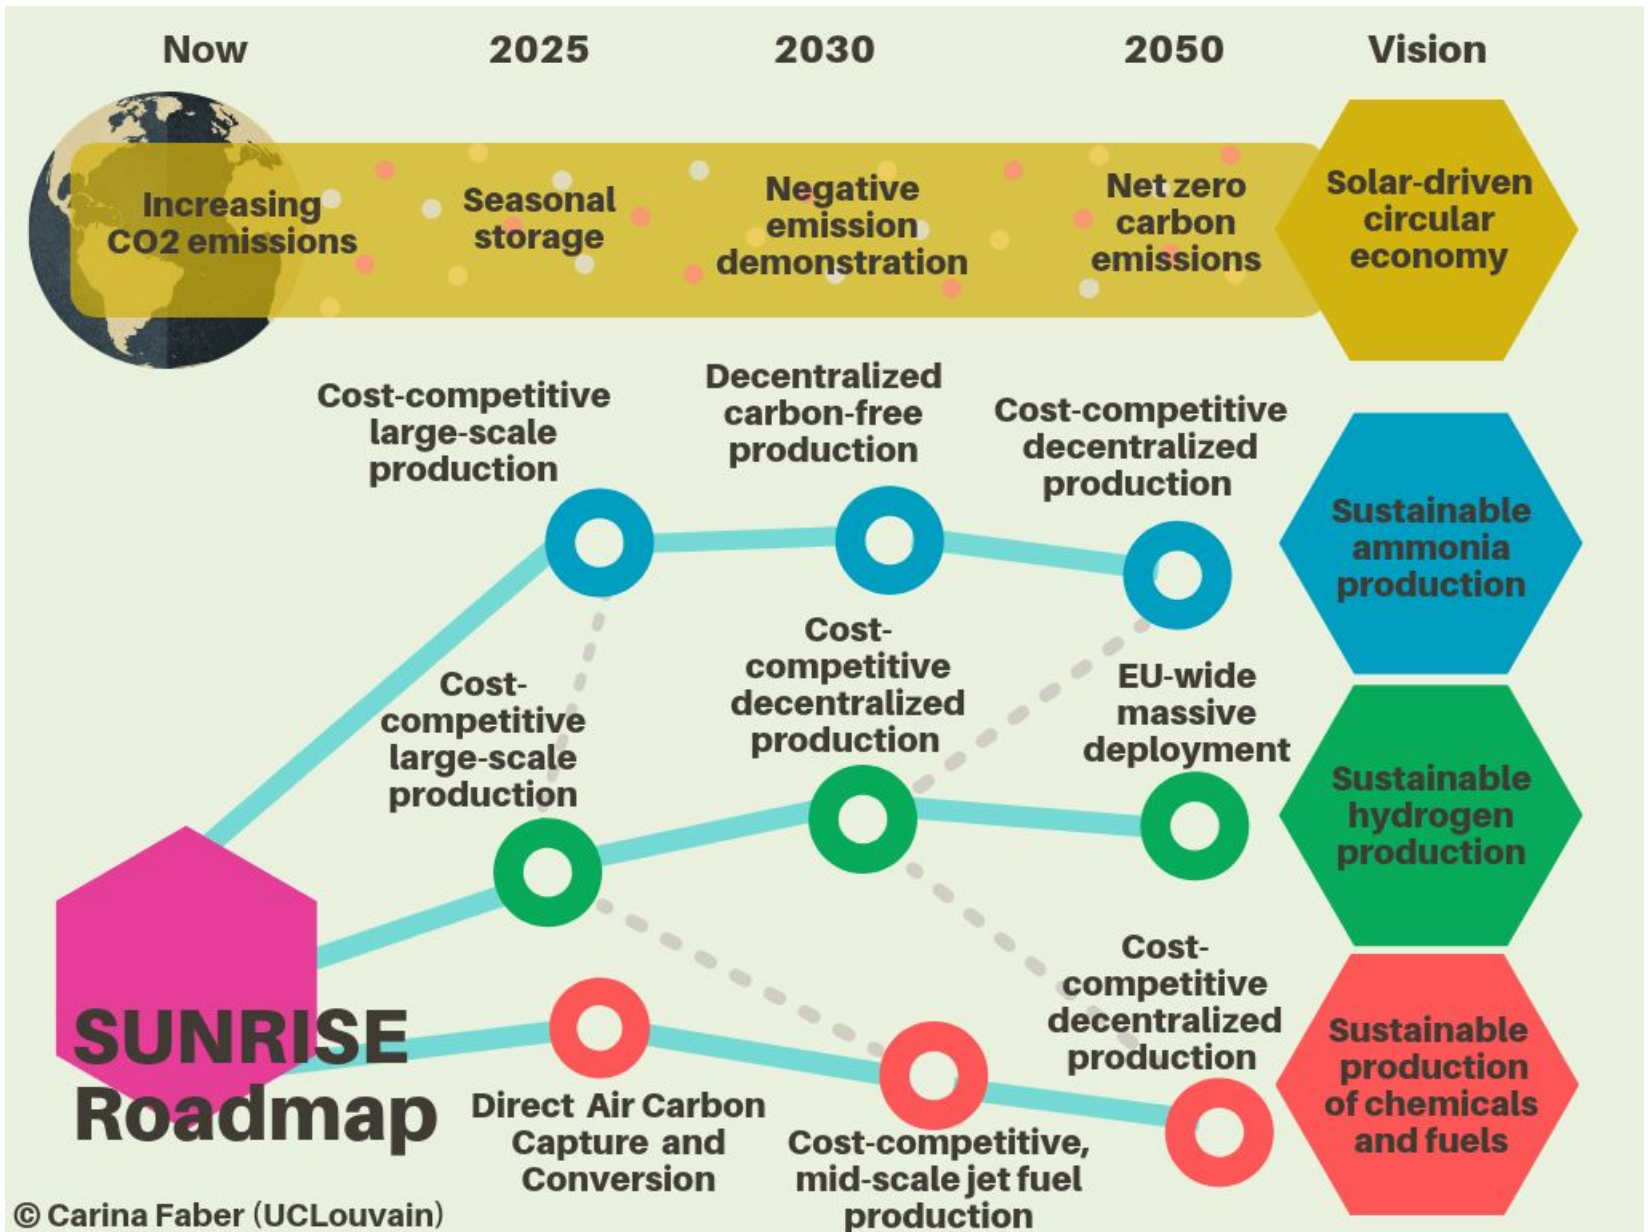 Now
2025
2030
2050
Vision
Increasing
CO2 emissions
Seasonal
storage
Negative
emission
demonstration
Net zero
carbon
emissions
Solar-driven
circular
economy
Cost-competitive
large-scale
production
Decentralized
carbon-free
production
Cost-competitive
decentralized
production
Sustainable
ammonia
production
Cost-
competitive
large-scale
production
Cost-
competitive
decentralized
production
EU-wide
massive
deployment
Sustainable
hydrogen
production
SUNRISE
Roadmap
Direct Air Carbon
Capture and
Conversion
Cost-competitive,
mid-scale jet fuel
production
Cost-
competitive
decentralized
production
Sustainable
production
of chemicals
and fuels
© Carina Faber (UCLouvain)